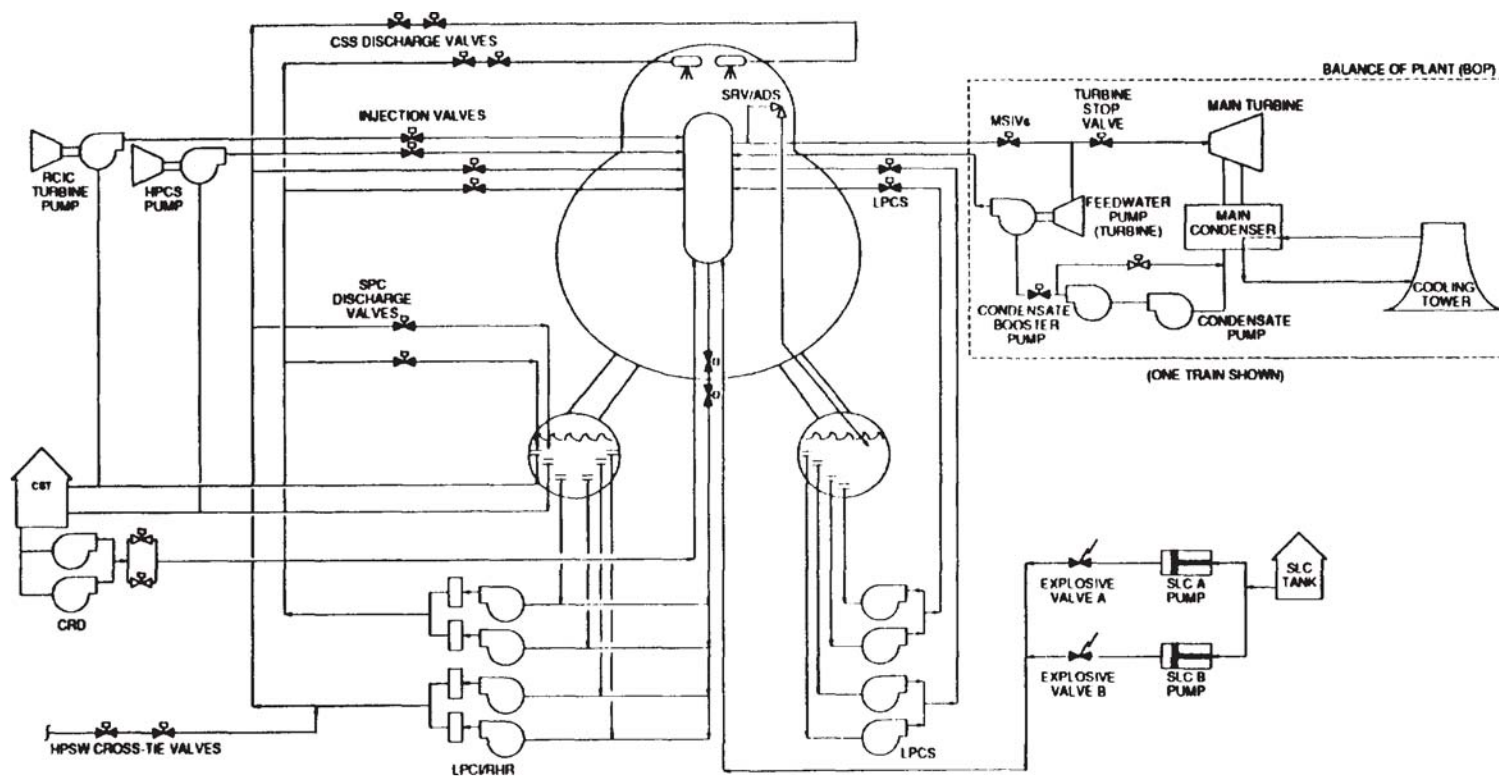 CSS DISCHARGE VALVES
BALANCE OF PLANT (BOP)
SRV/ADS
TURBINE
STOP
VALVE
MAIN TURBINE
INJECTION VALVES
MSIVs
RCIC
TURBINE
PUMP
HPCS
PUMP
LPCS
FEEDWATER
PUMP
(TURBINE)
MAIN
CONDENSER
SPC
DISCHARGE
VALVES
COOLING
TOWER
CONDENSATE
BOOSTER
PUMP
CONDENSATE
PUMP
(ONE TRAIN SHOWN)
CST
CRD
EXPLOSIVE
VALVE A
SLC A
PUMP
SLC
TANK
EXPLOSIVE
VALVE B
SLC B
PUMP
HPSW CROSS-TIE VALVES
LPCI/RHR
LPCS